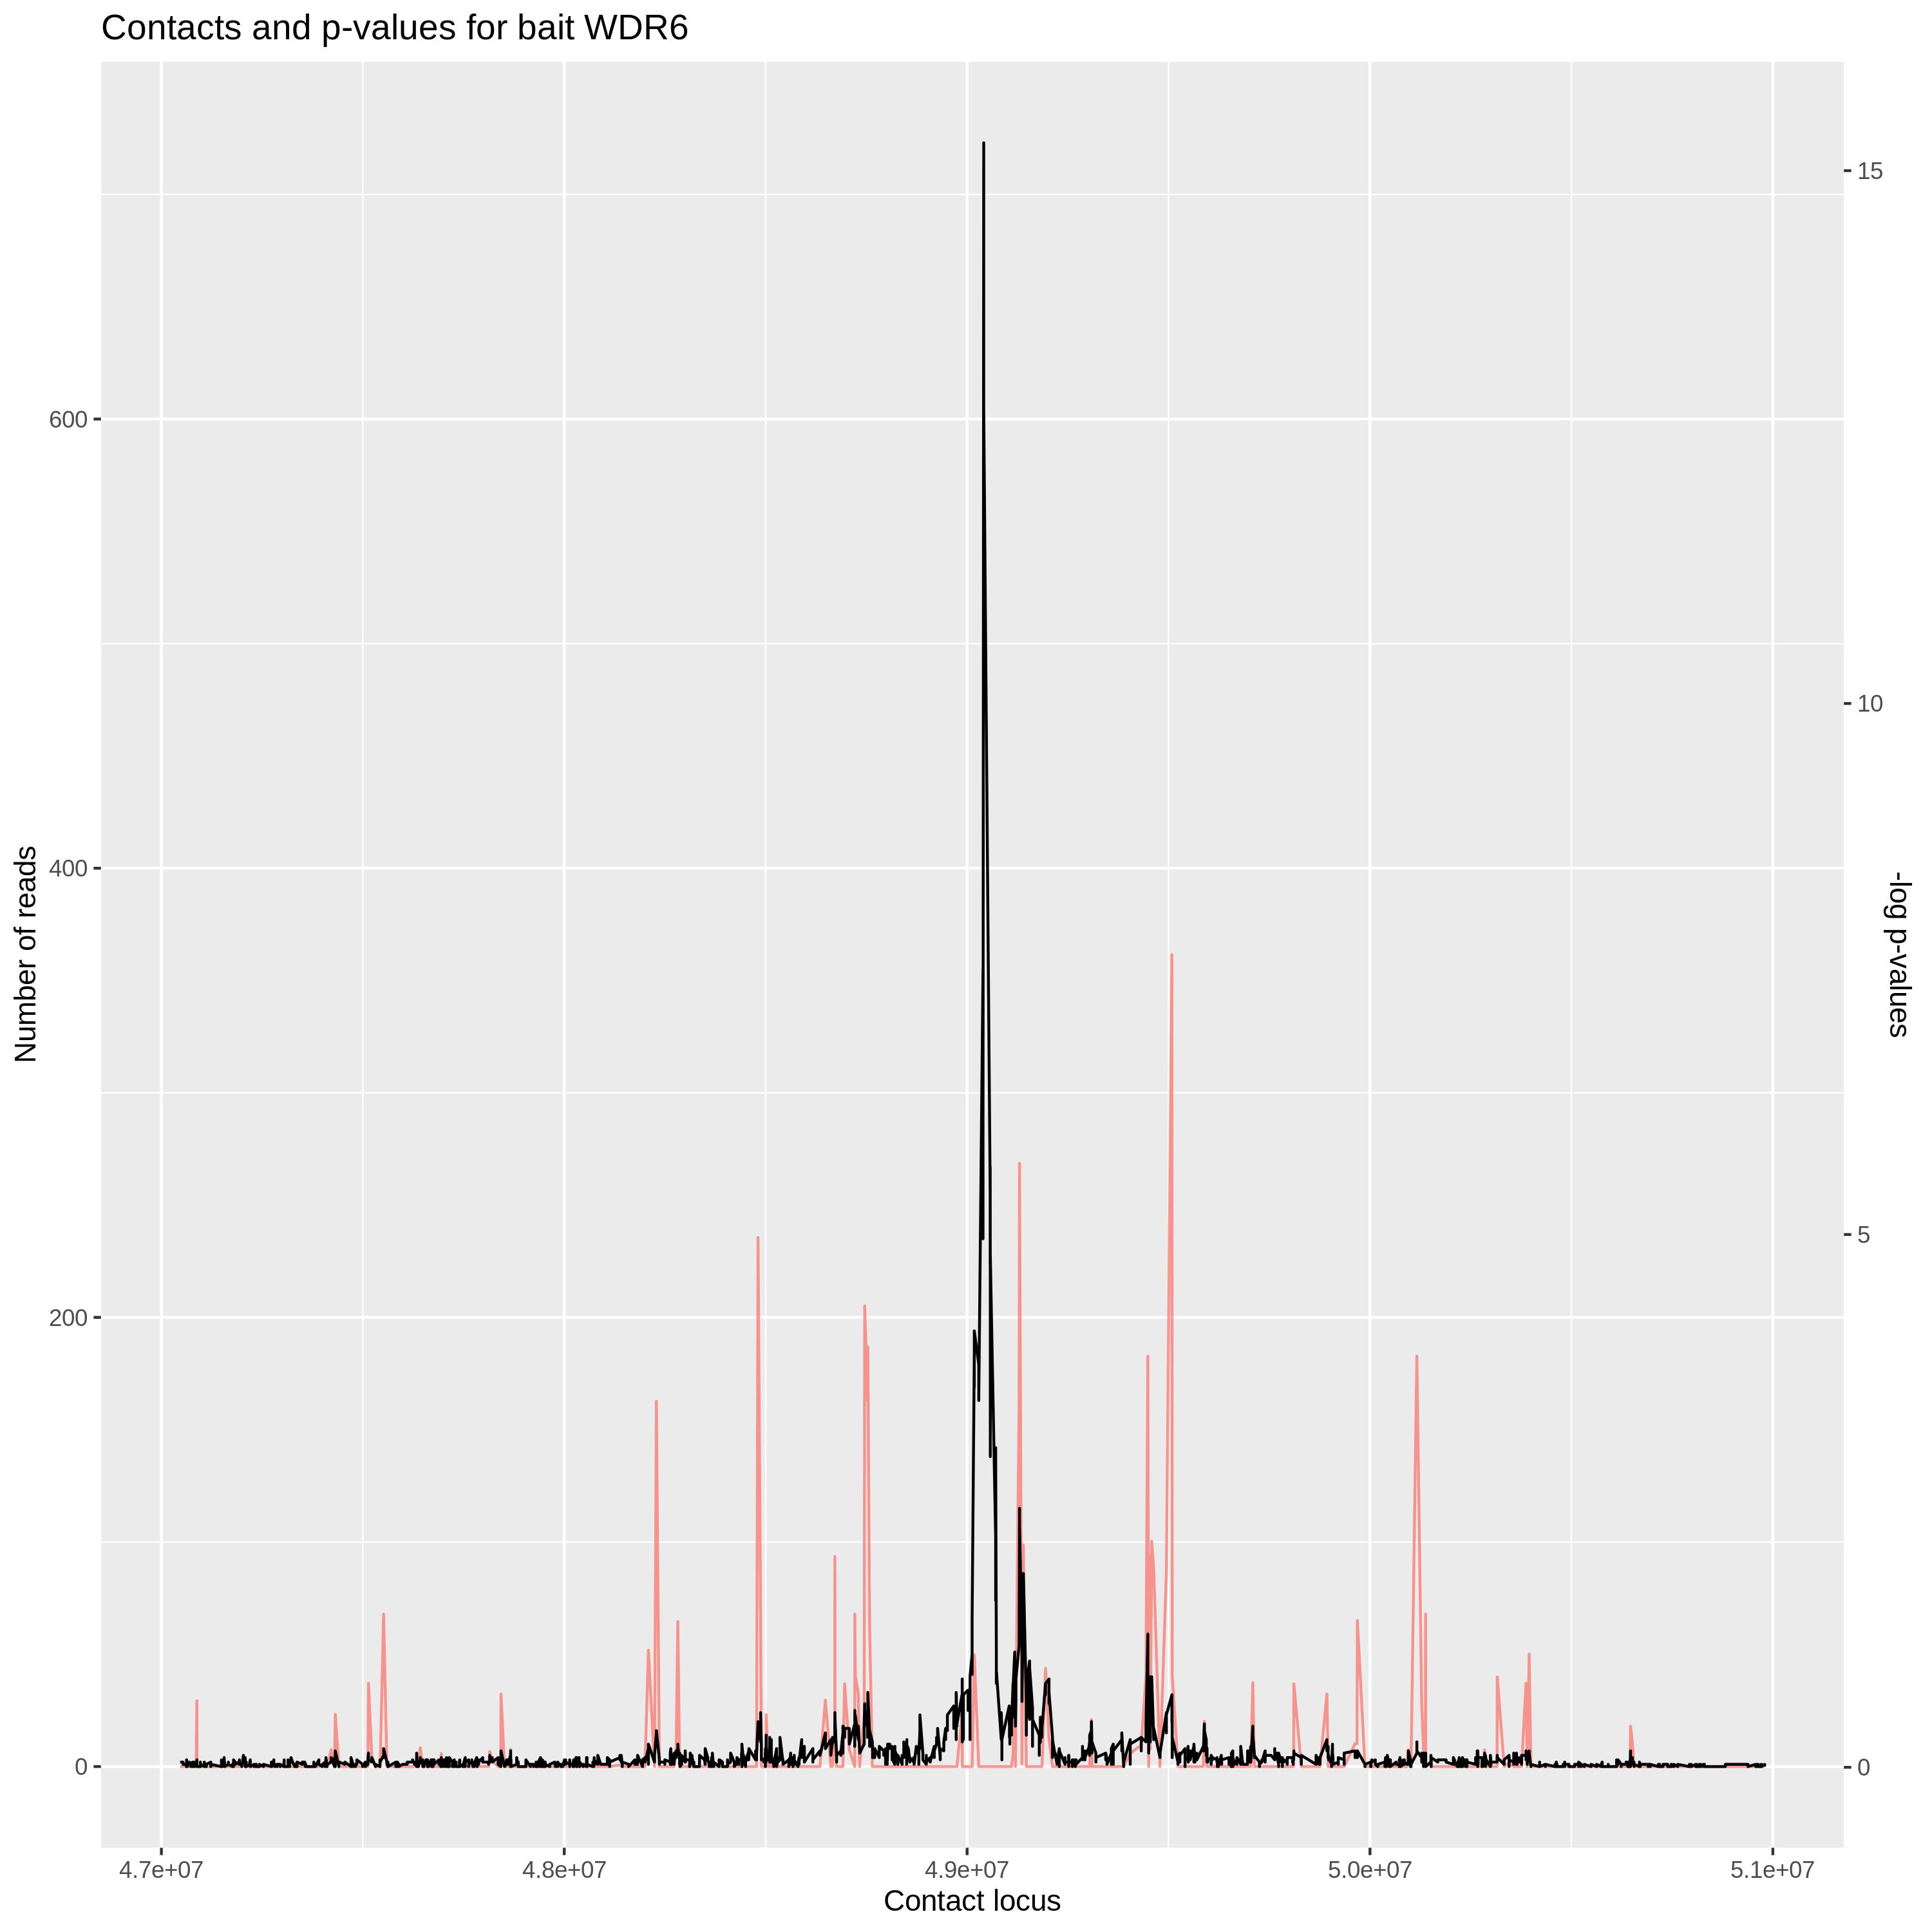 Contacts and p-values for bait WDR6
Number of reads
600
400
200
0
15
10
5
0
-log p-values
4.7e+07 4.8e+07 4.9e+07 5.0e+07 5.1e+07
Contact locus